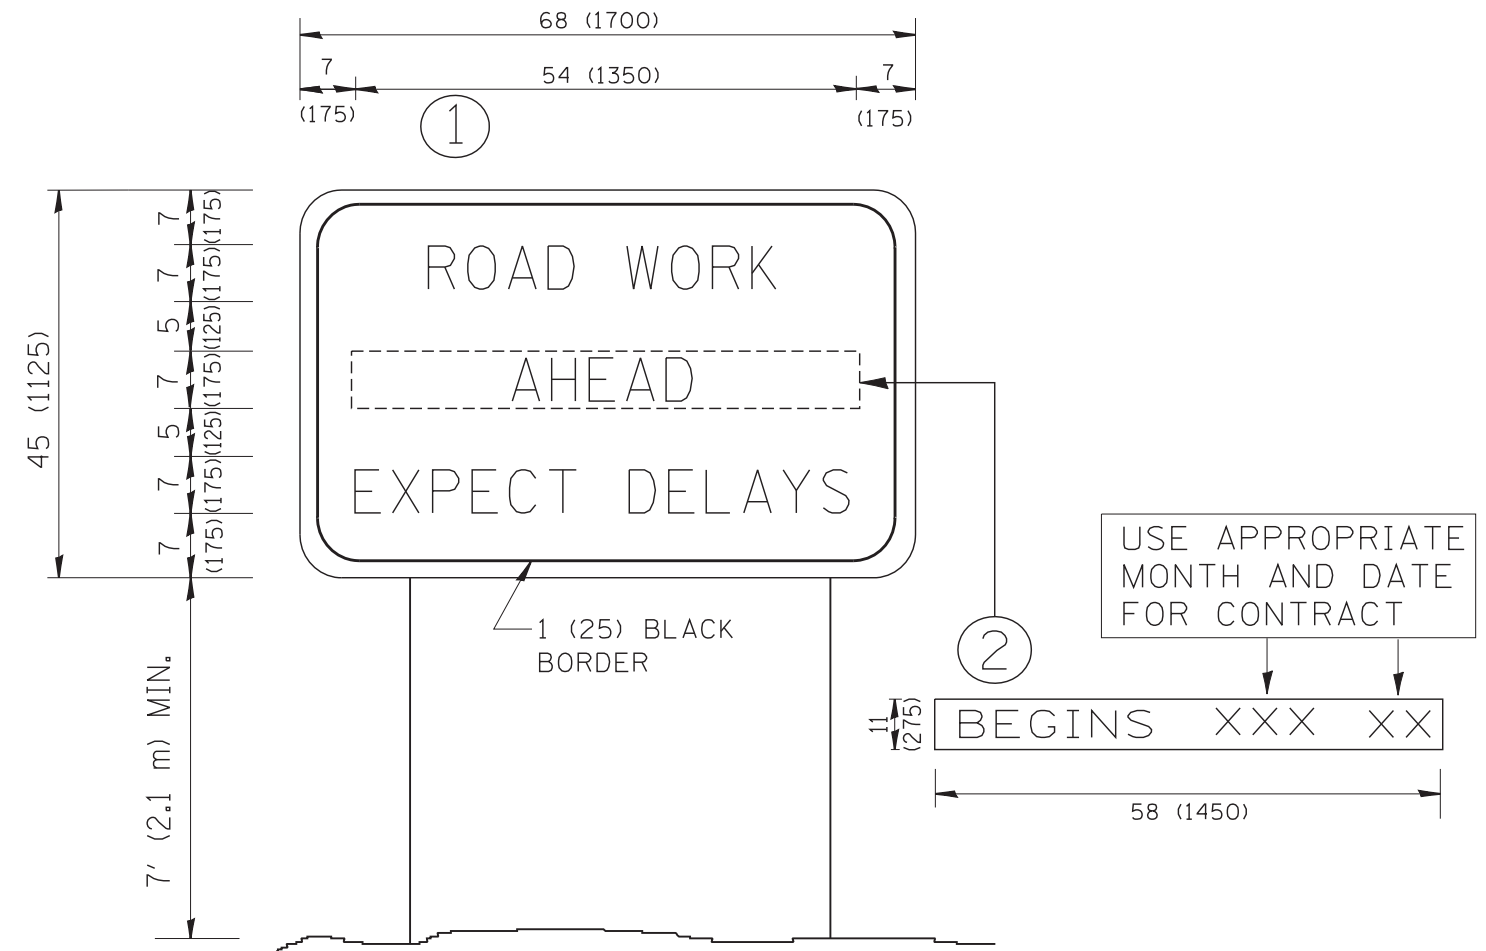 68 (1700)
7
54 (1350)
7
(175)
(175)
1
45 (1125)
7
(175)
7
(175)
5
(125)
7
(175)
5
(125)
7
(175)
7
(175)
ROAD WORK
AHEAD
EXPECT DELAYS
1 (25) BLACK
BORDER
7' (2.1 m) MIN.
USE APPROPRIATE
MONTH AND DATE
FOR CONTRACT
2
11
(275)
BEGINS XXX XX
58 (1450)